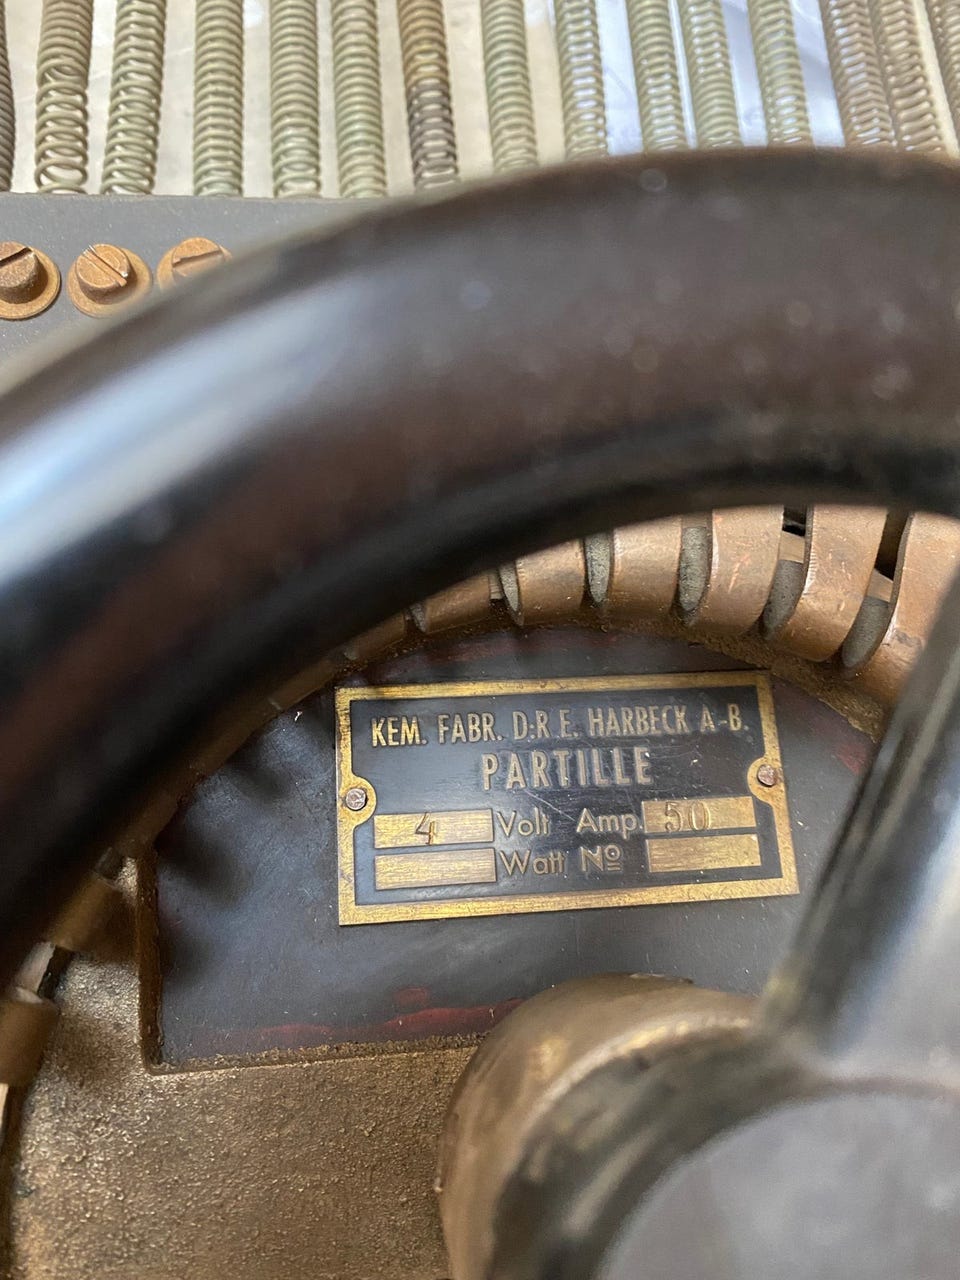 KEM. FABR. D:R E. HARBECK A-B.
PARTILLE
4 Volt Amp. 50
Watt No